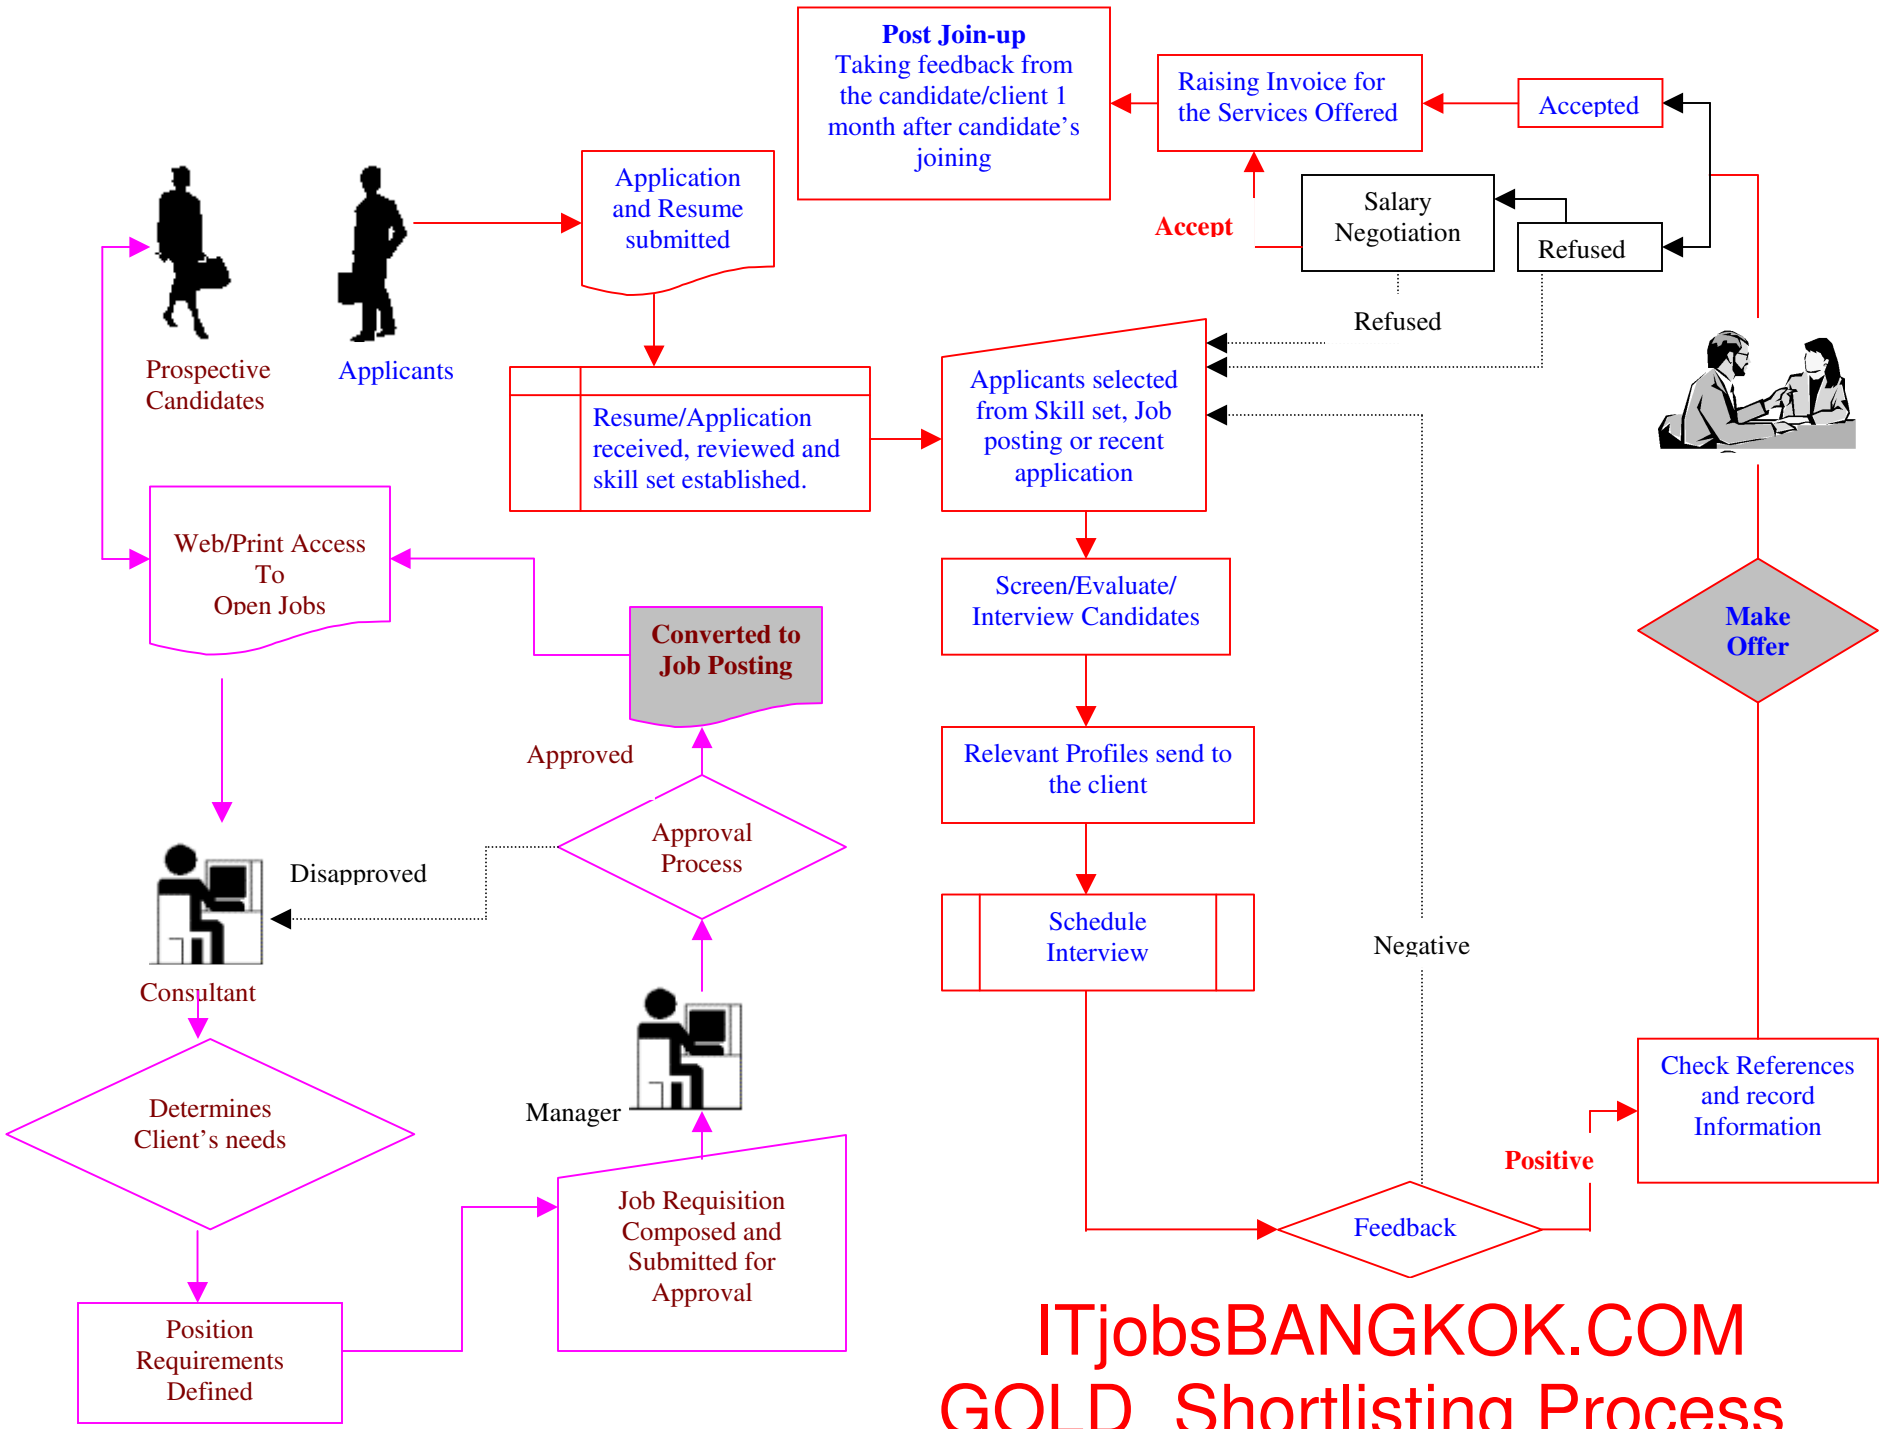 Post Join-up
Taking feedback from
the candidate/client 1
month after candidate's
joining
Raising Invoice for
the Services Offered
Accepted
Application
and Resume
submitted
Accept
Salary
Negotiation
Refused
Refused
Prospective
Candidates
Applicants
Resume/Application
received, reviewed and
skill set established.
Applicants selected
from Skill set, Job
posting or recent
application
Web/Print Access
To
Open Jobs
Screen/Evaluate/
Interview Candidates
Make
Offer
Converted to
Job Posting
Approved
Relevant Profiles send to
the client
Approval
Process
Disapproved
Schedule
Interview
Negative
Consultant
Manager
Determines
Client's needs
Check References
and record
Information
Positive
Job Requisition
Composed and
Submitted for
Approval
Feedback
Position
Requirements
Defined
ITjobsBANGKOK.COM
GOLD Shortlisting Process